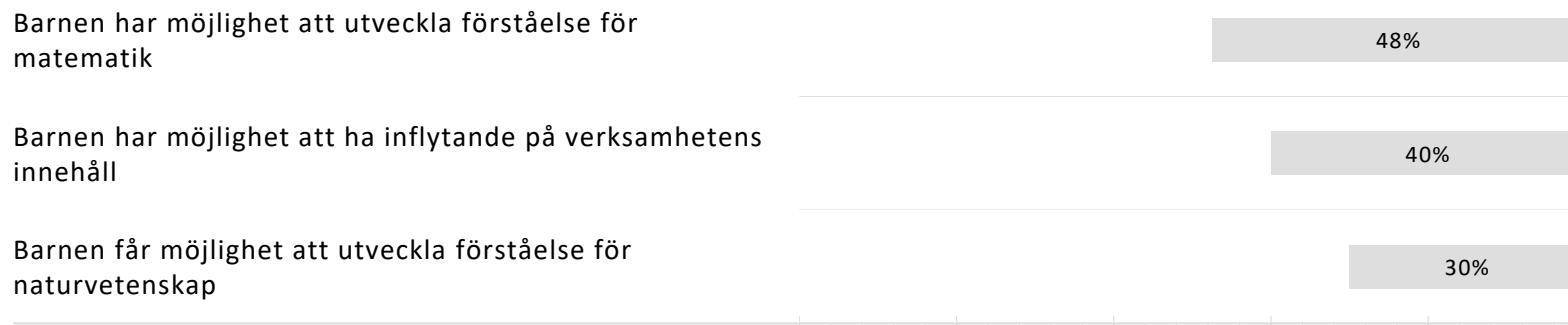 Barnen har möjlighet att utveckla förståelse för
matematik
48%
Barnen har möjlighet att ha inflytande på verksamhetens
innehåll
40%
Barnen får möjlighet att utveckla förståelse för
naturvetenskap
30%